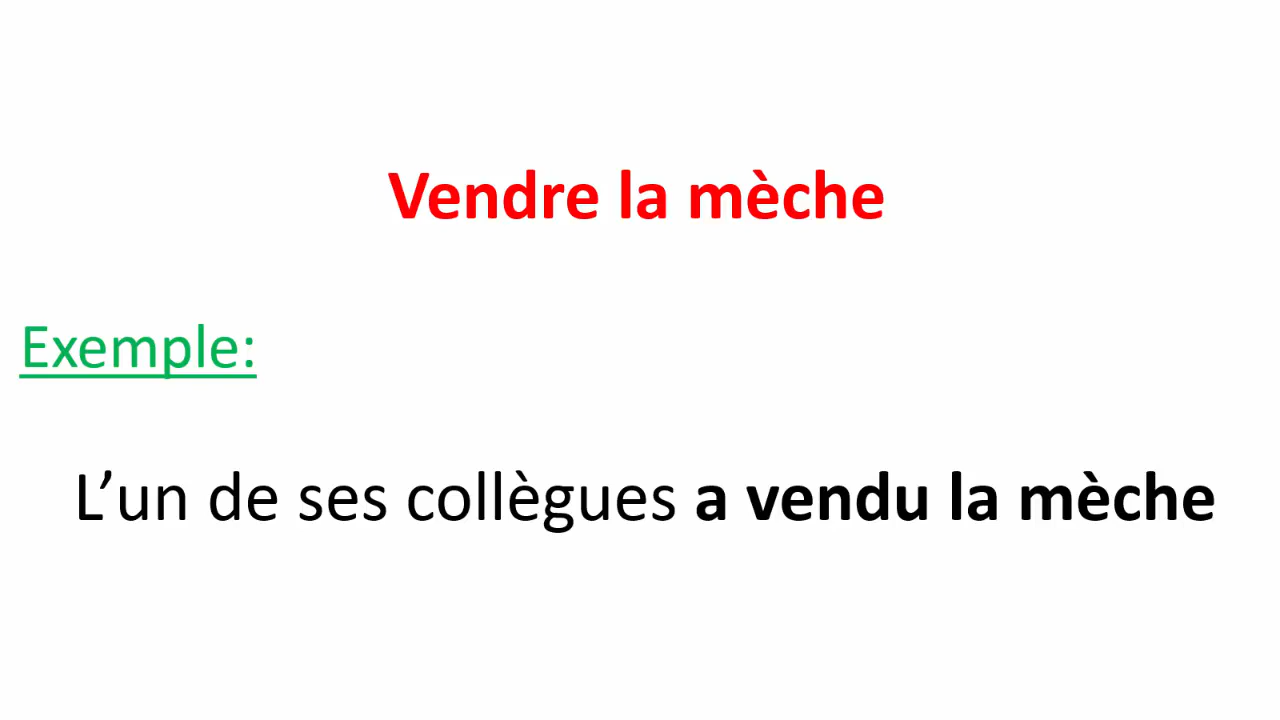 Vendre la mèche
Exemple:
L’un de ses collègues a vendu la mèche